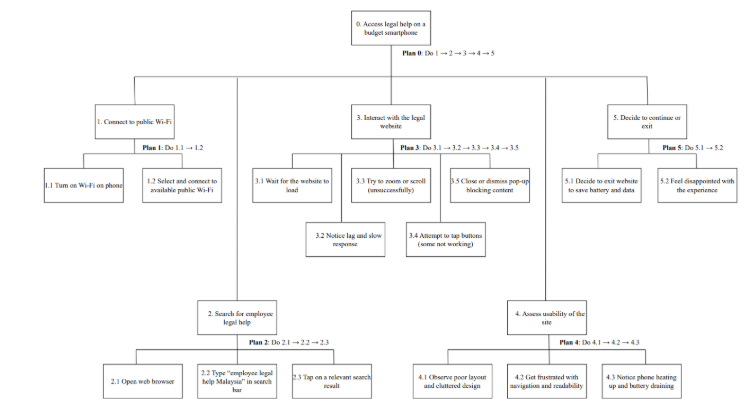 0. Access legal help on a
budget smartphone
Plan 0: Do 1 → 2 → 3 → 4 → 5
1. Connect to public Wi-Fi
Plan 1: Do 1.1 → 1.2
3. Interact with the legal
website
Plan 3: Do 3.1 → 3.2 → 3.3 → 3.4 → 3.5
5. Decide to continue or
exit
Plan 5: Do 5.1 → 5.2
1.1 Turn on Wi-Fi on phone
1.2 Select and connect to
available public Wi-Fi
3.1 Wait for the website to
load
3.3 Try to zoom or scroll
(unsuccessfully)
3.5 Close or dismiss pop-up
blocking content
5.1 Decide to exit website
to save battery and data
5.2 Feel disappointed with
the experience
3.2 Notice lag and slow
response
3.4 Attempt to tap buttons
(some not working)
2. Search for employee
legal help
Plan 2: Do 2.1 → 2.2 → 2.3
4. Assess usability of the
site
Plan 4: Do 4.1 → 4.2 → 4.3
2.1 Open web browser
2.2 Type "employee legal
help Malaysia" in search
bar
2.3 Tap on a relevant search
result
4.1 Observe poor layout
and cluttered design
4.2 Get frustrated with
navigation and readability
4.3 Notice phone heating
up and battery draining